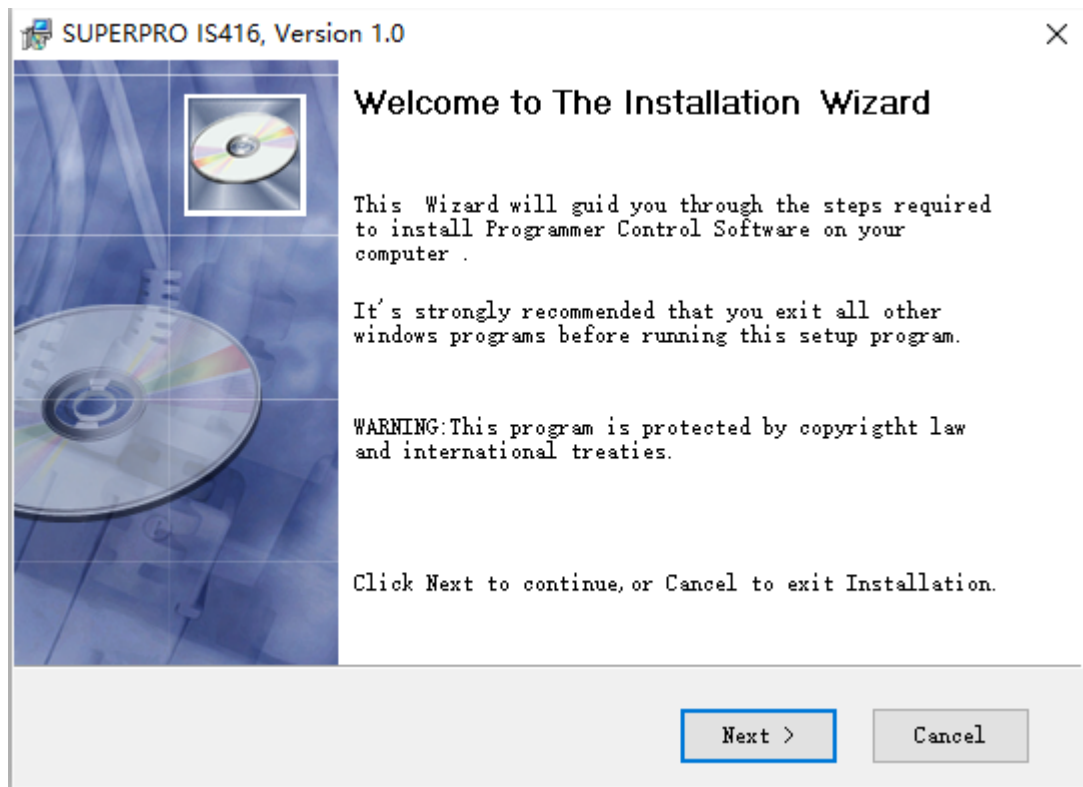 SUPERPRO IS416, Version 1.0
Welcome to The Installation  Wizard
This  Wizard will guid you through the steps required
to install Programmer Control Software on your
computer .
It's strongly recommended that you exit all other
windows programs before running this setup program.
WARNING:This program is protected by copyrigtht law
and international treaties.
Click Next to continue,or Cancel to exit Installation.
Next >
Cancel